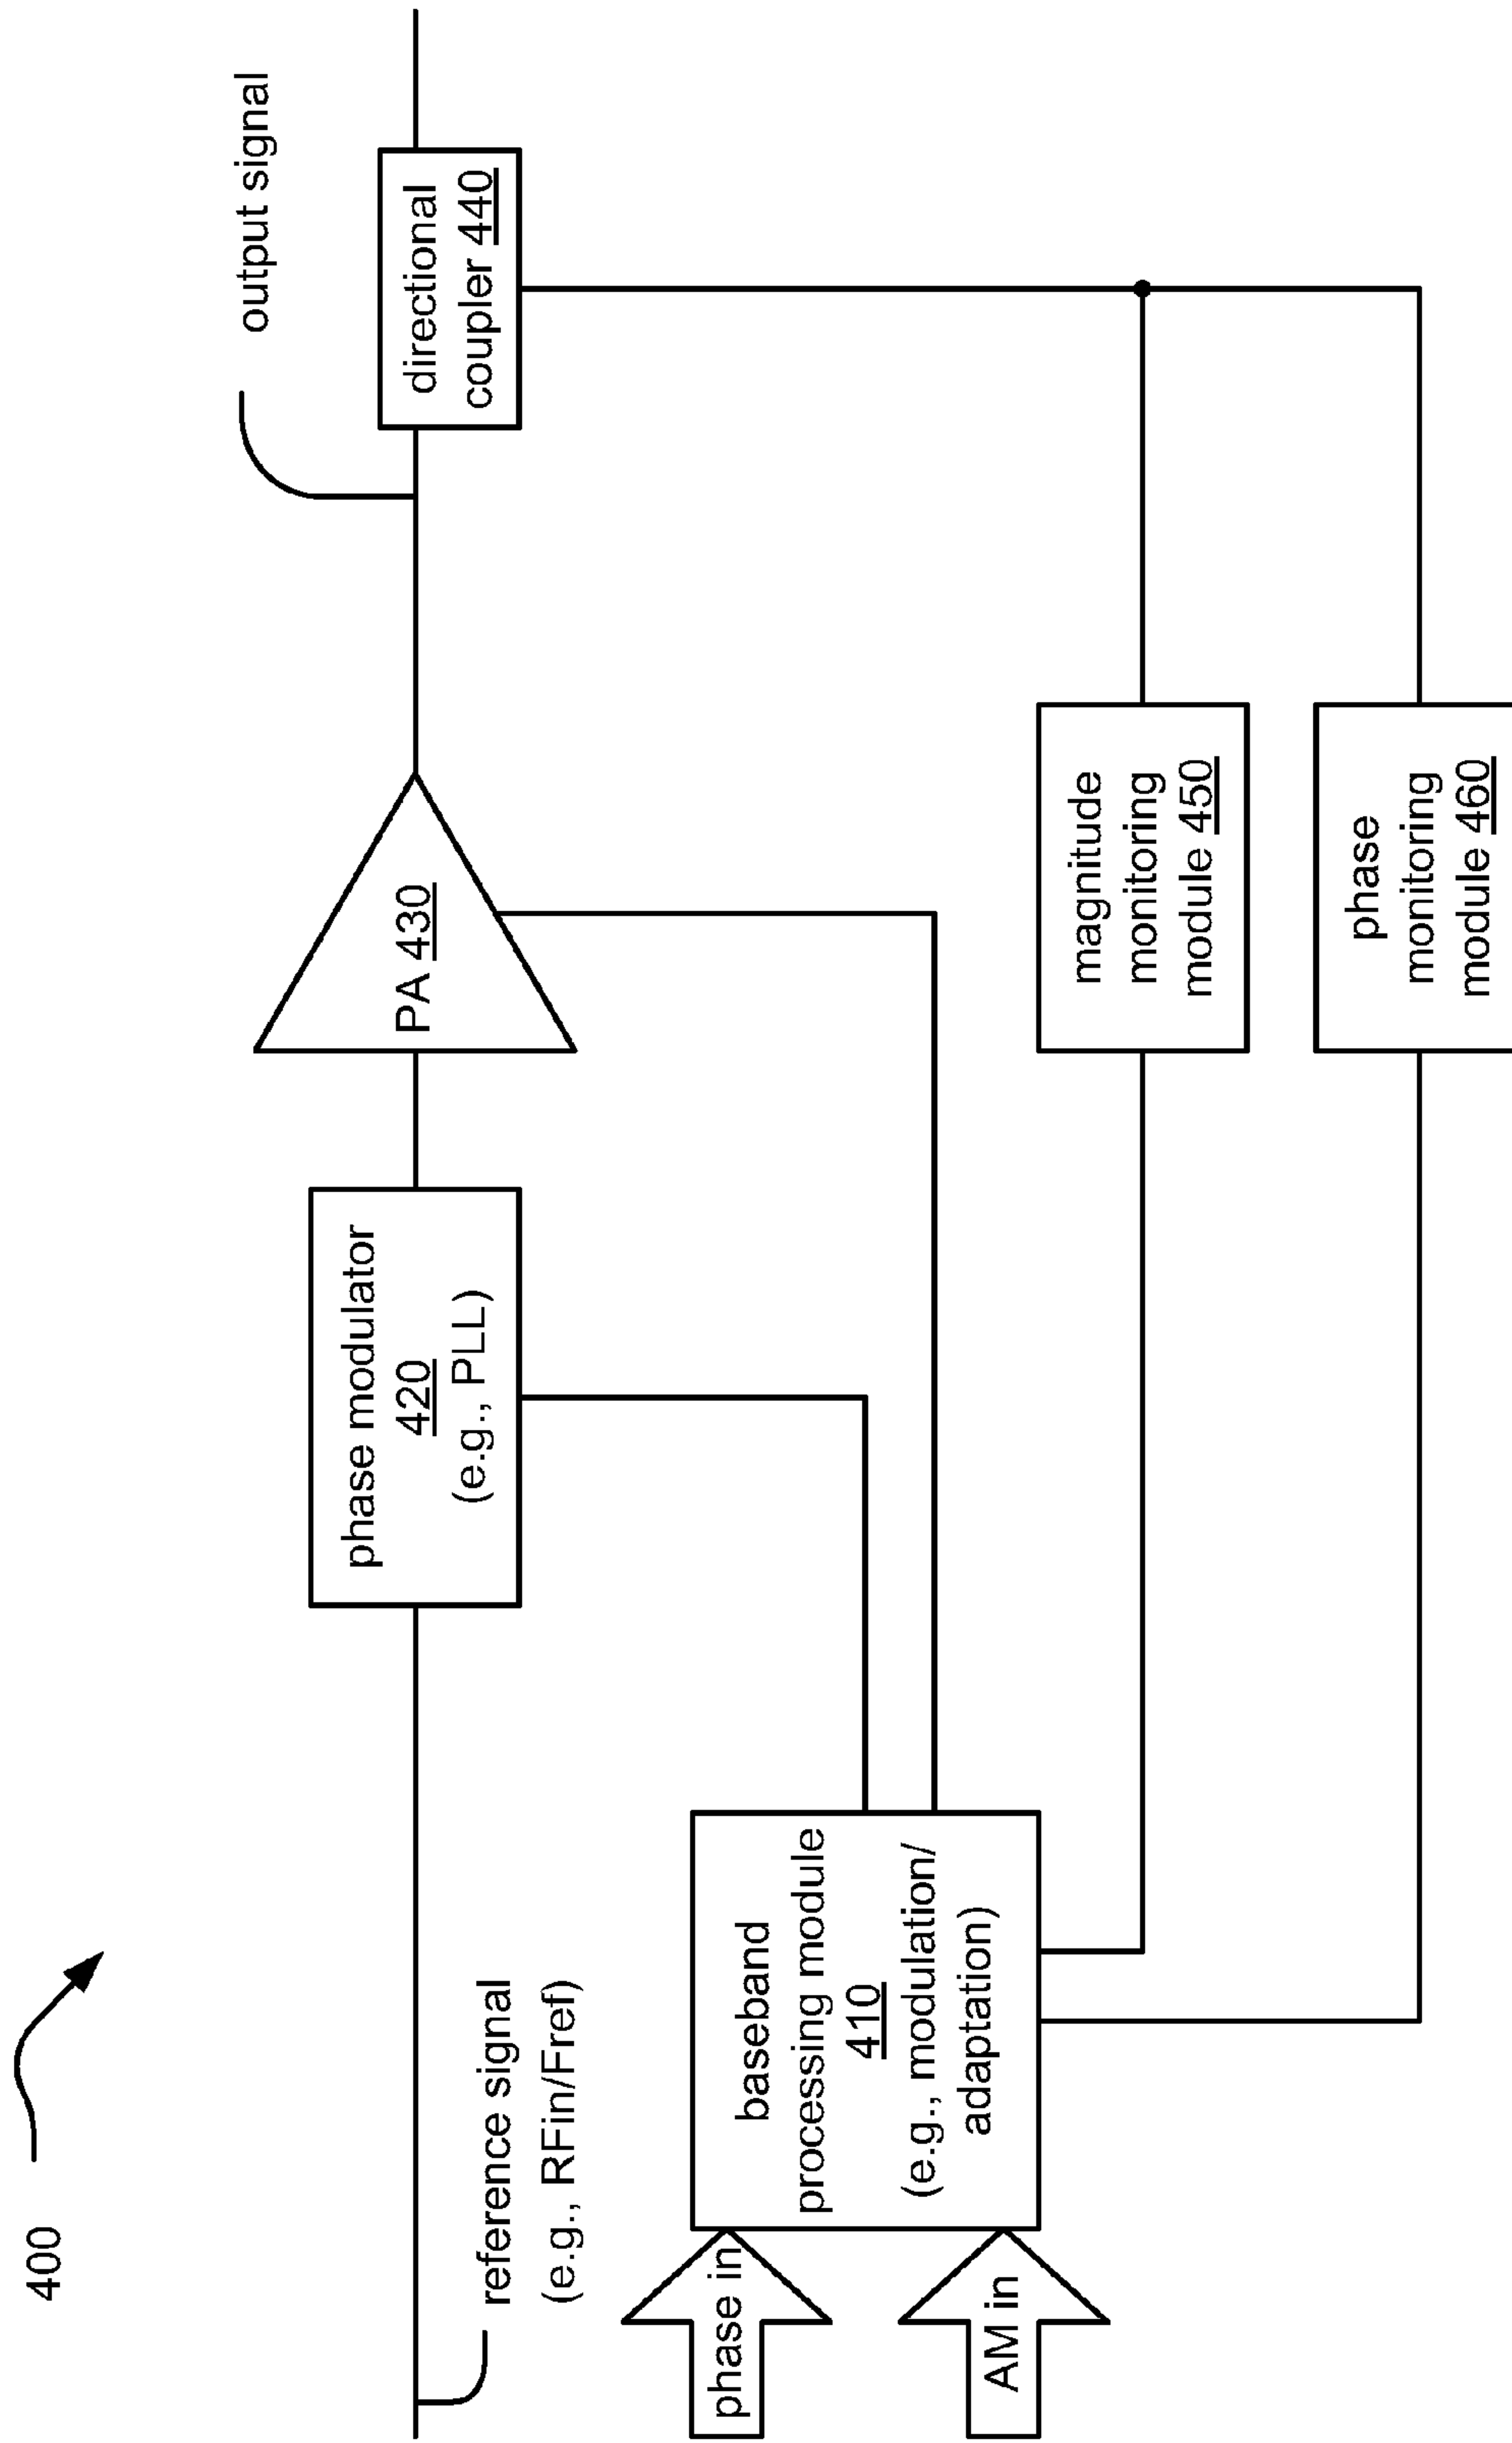 400
output signal
phase modulator
420
(e.g., PLL)
PA 430
directional
coupler 440
reference signal
(e.g., RFin/Fref)
phase in
AM in
baseband
processing module
410
(e.g., modulation/
adaptation)
magnitude
monitoring
module 450
phase
monitoring
module 460